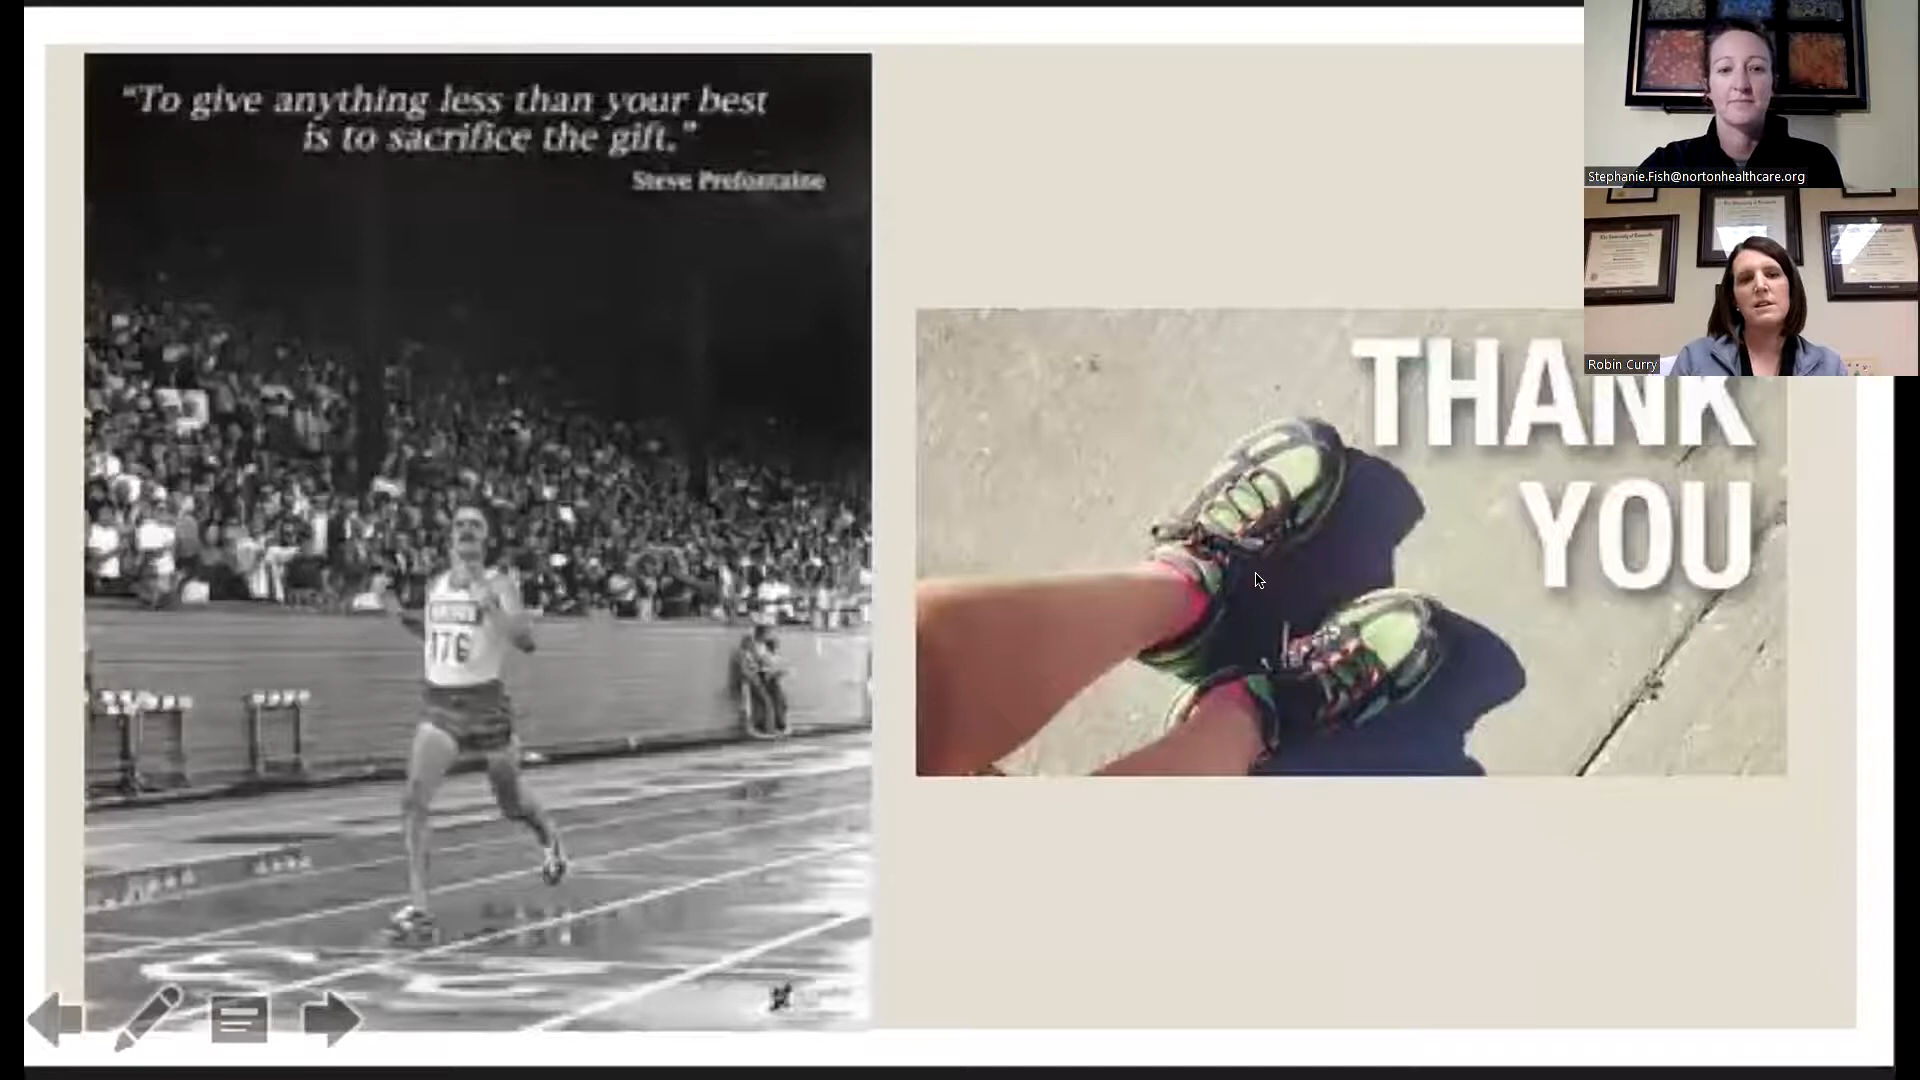 “To give anything less than your best
is to sacrifice the gift.”
Steve Prefontaine
176
THANK
YOU
Stephanie.Fish@nortonhealthcare.org
Robin Curry